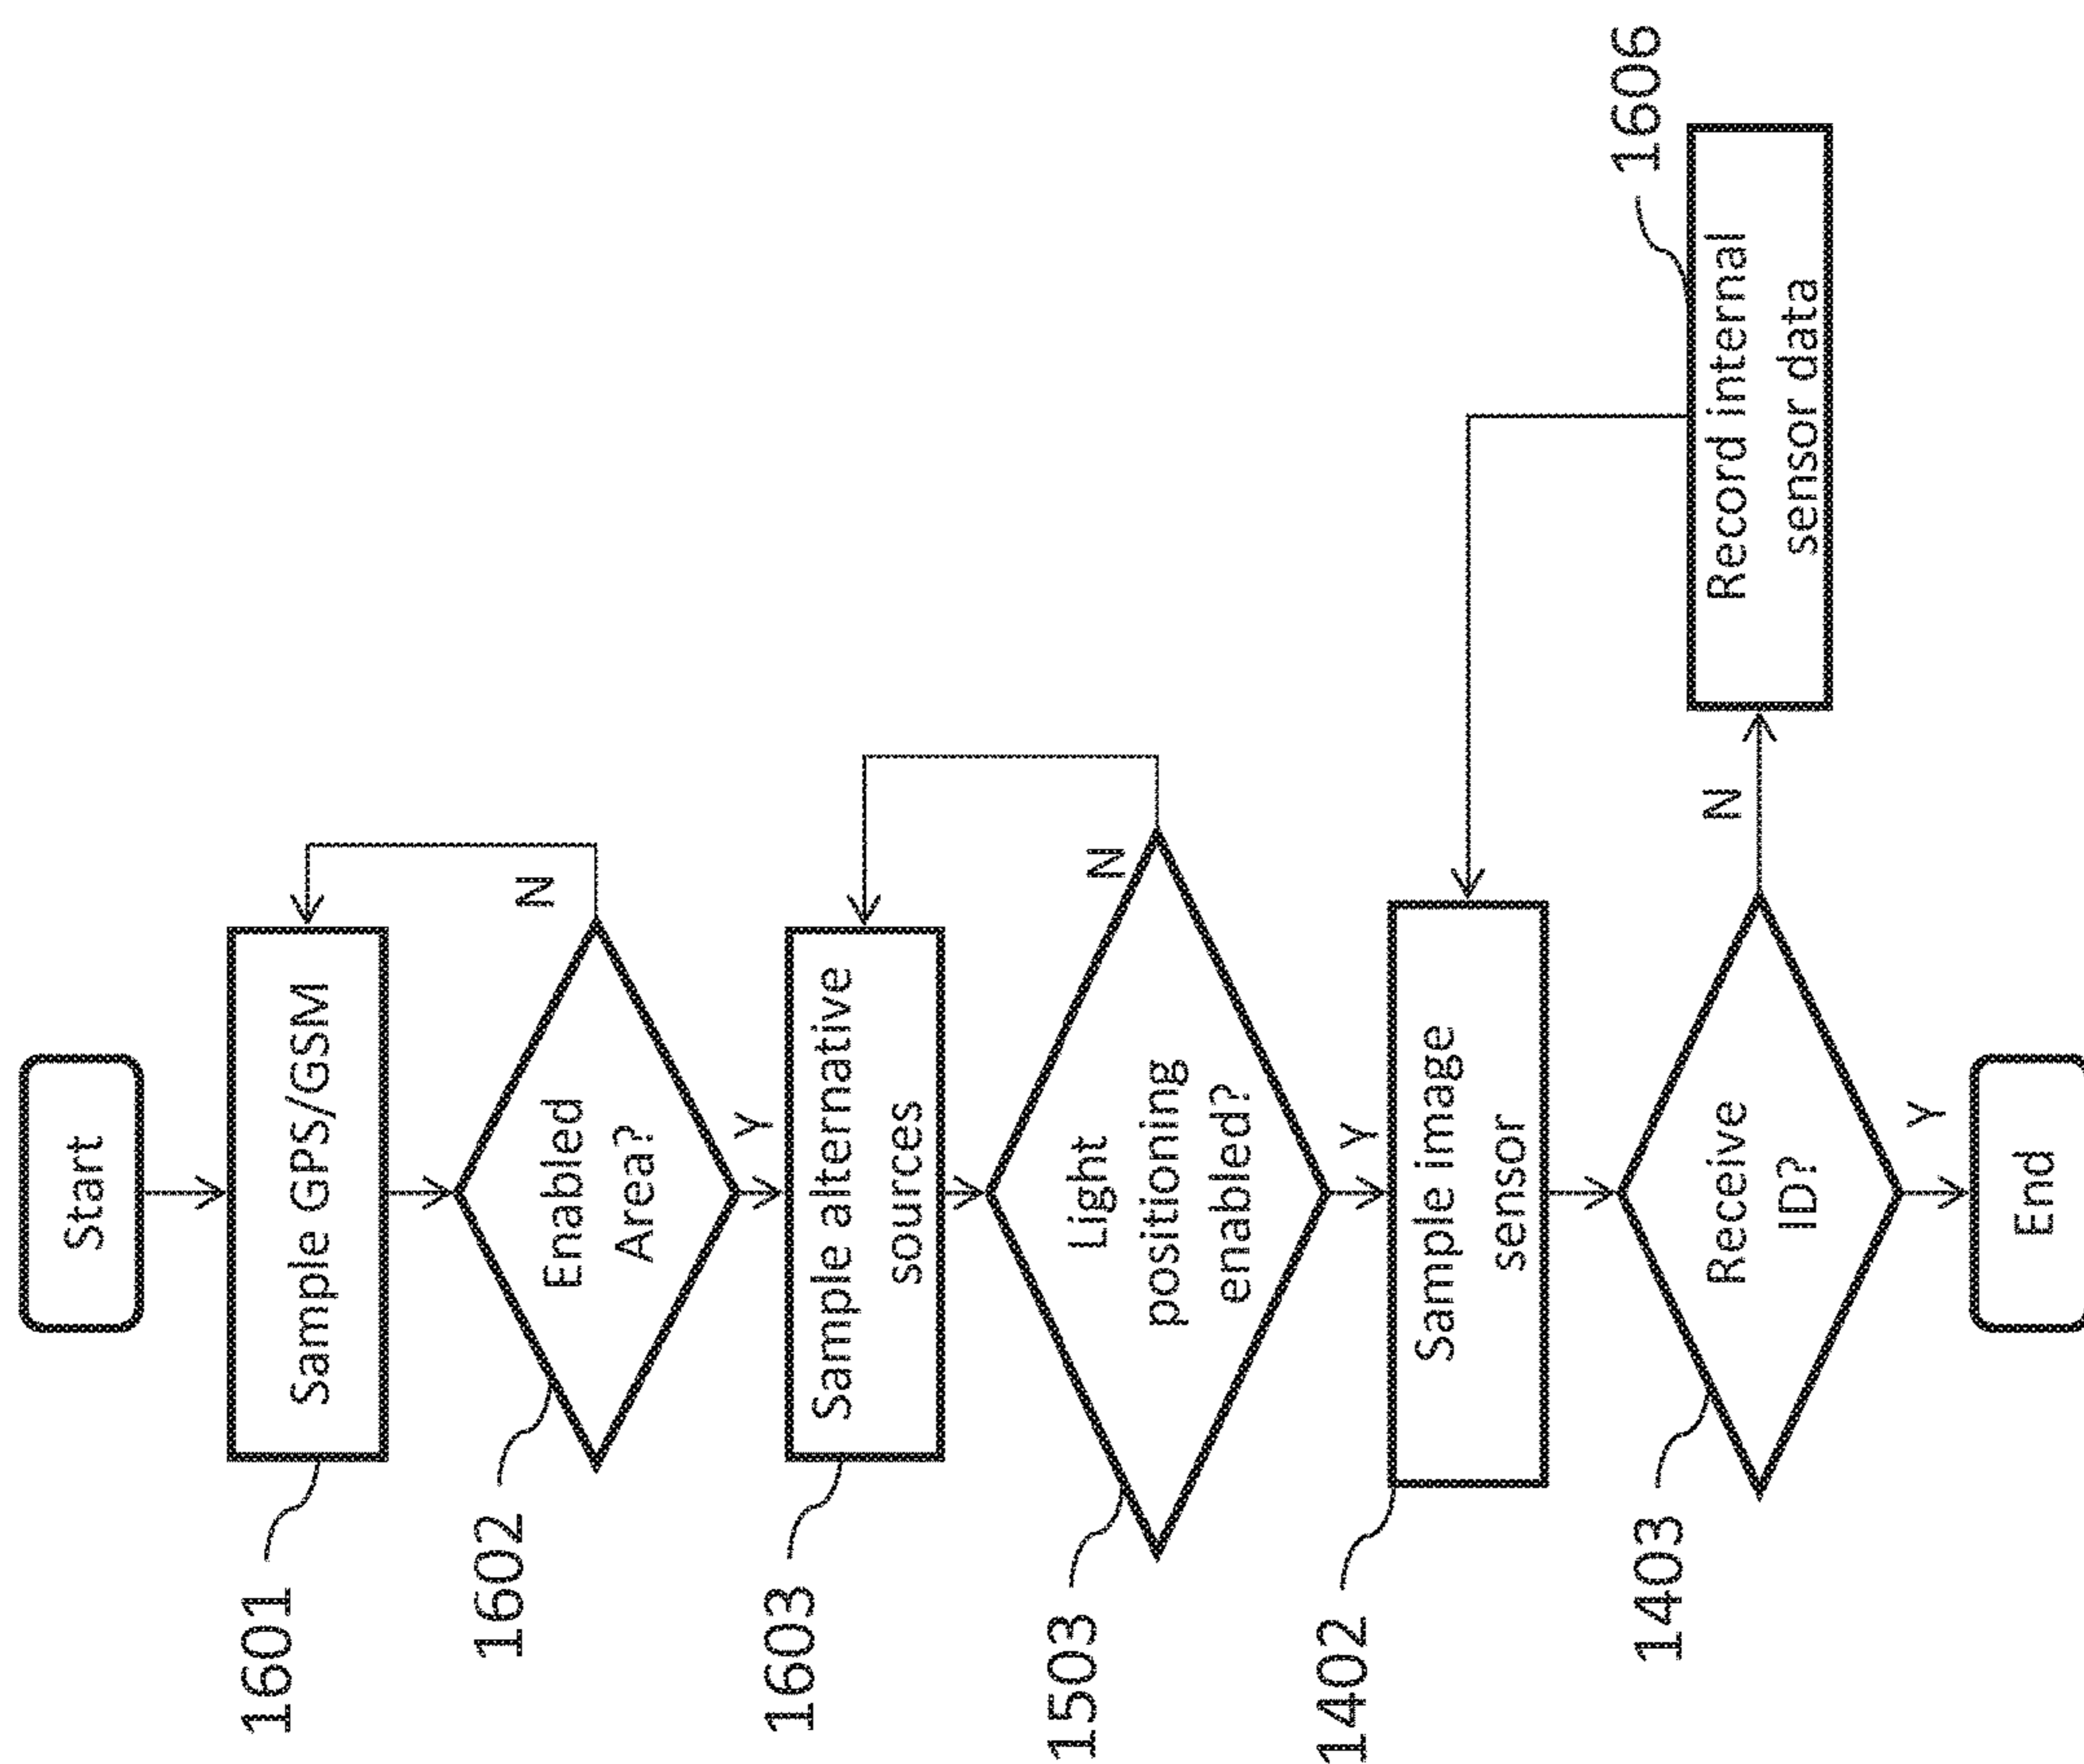 Start
1601
Sample GPS/GSM
1602
Enabled
Area?
N
Y
1603
Sample alternative
sources
1503
Light
positioning
enabled?
N
Y
1402
Sample image
sensor
1403
Receive
ID?
N
1606
Record internal
sensor data
Y
End